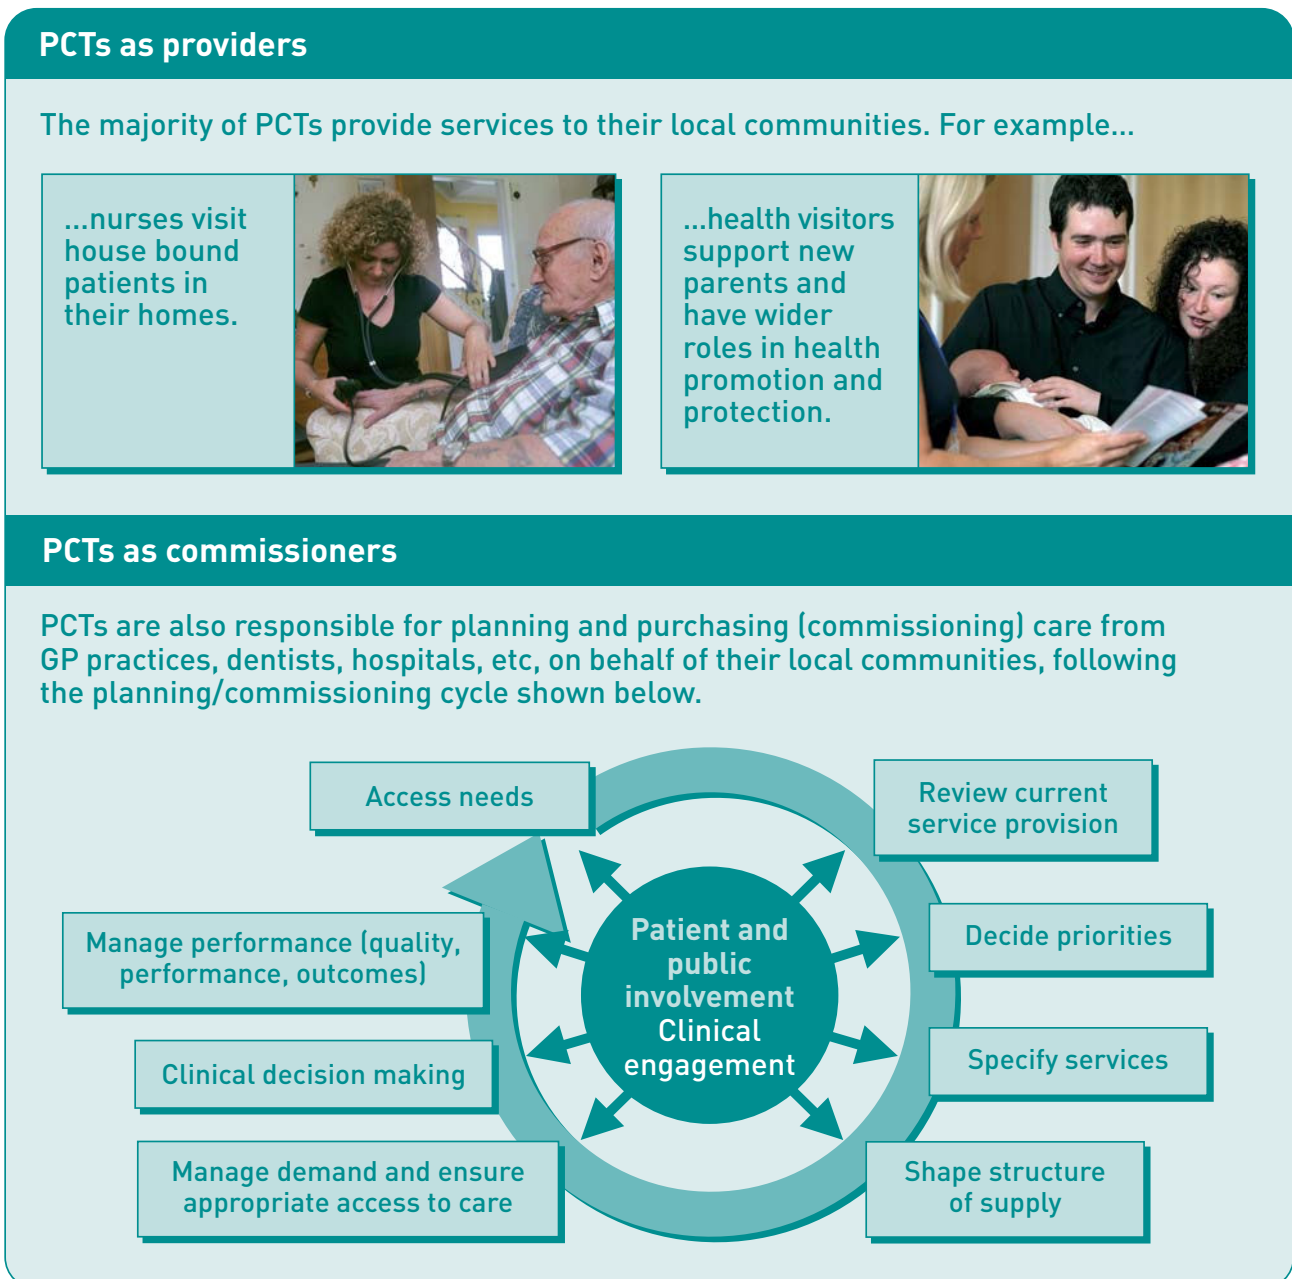 PCTs as providers
The majority of PCTs provide services to their local communities. For example...
...nurses visit
house bound
patients in
their homes.
...health visitors
support new
parents and
have wider
roles in health
promotion and
protection.
PCTs as commissioners
PCTs are also responsible for planning and purchasing (commissioning) care from
GP practices, dentists, hospitals, etc, on behalf of their local communities, following
the planning/commissioning cycle shown below.
Access needs
Review current
service provision
Decide priorities
Specify services
Shape structure
of supply
Manage demand and ensure
appropriate access to care
Clinical decision making
Manage performance (quality,
performance, outcomes)
Patient and
public
involvement
Clinical
engagement